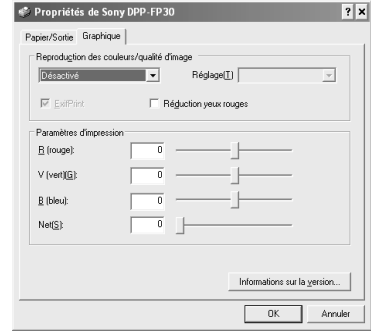 Propriétés de Sony DPP-FP30
Papier/Sortie Graphique
Reproduction des couleurs/qualité d'image
Désactivé Réglage(T)
ExifPrint Réduction yeux rouges
Paramètres d'impression
R (rouge): 0
V (vert)(G): 0
B (bleu): 0
Net(S): 0
Informations sur la version...
OK Annuler